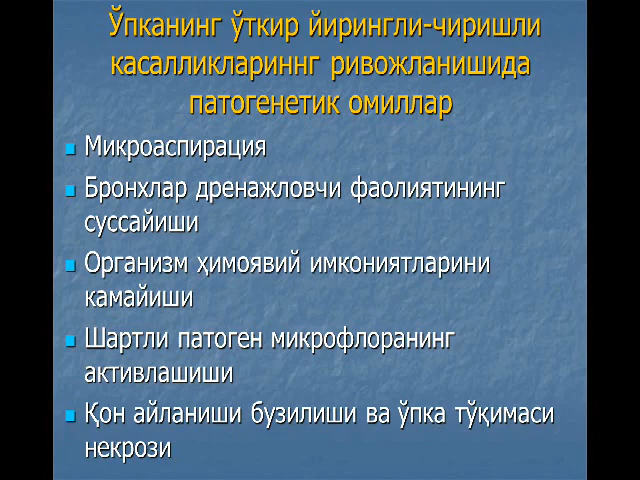 Ўпканинг ўткир йирингли-чиришли
касалликлариннг ривожланишида
патогенетик омиллар
Микроаспирация
Бронхлар дренажловчи фаолиятининг
суссайиши
Организм ҳимоявий имкониятларини
камайиши
Шартли патоген микрофлоранинг
активлашиши
Қон айланиши бузилиши ва ўпка тўқимаси
некрози